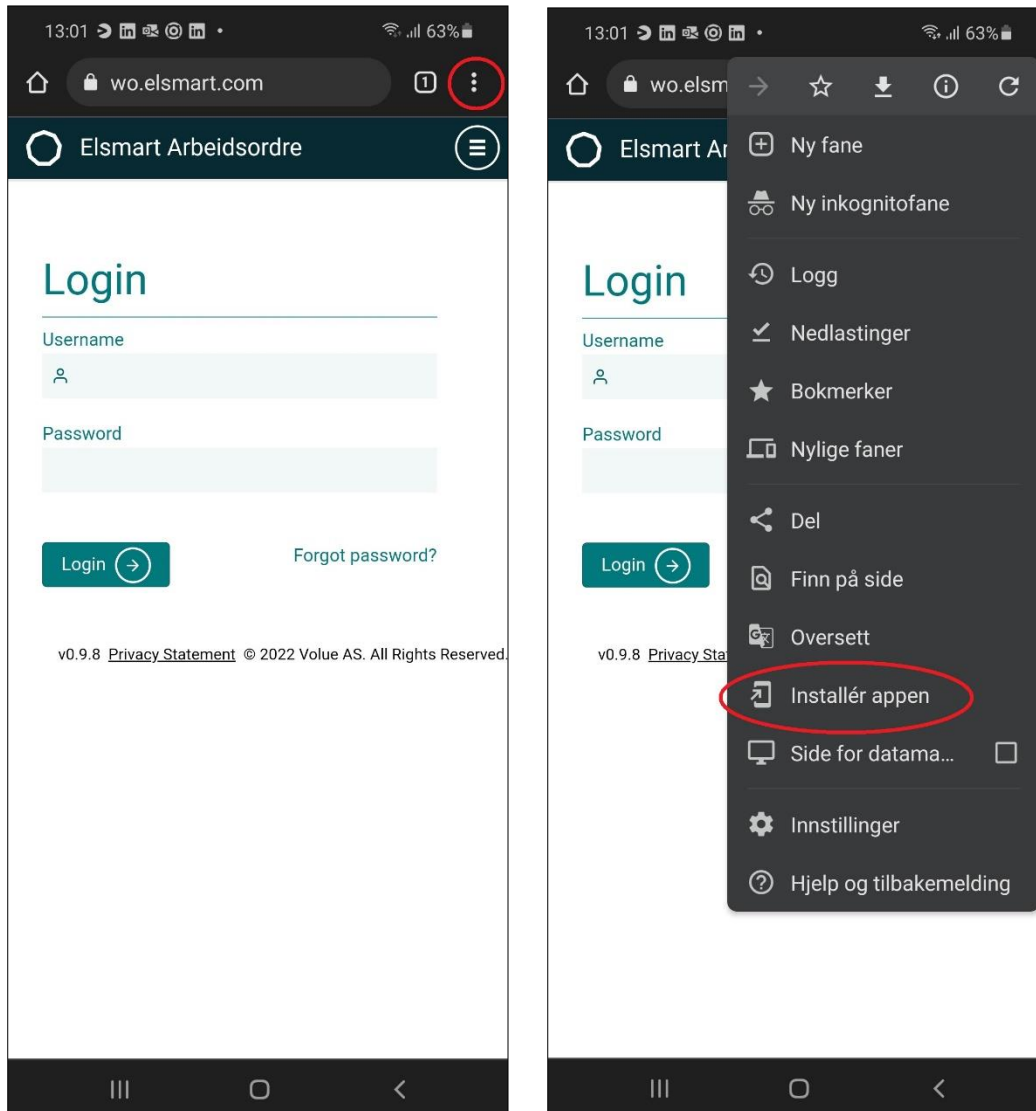 13:01 63%
wo.elsmart.com 1
Elsmart Arbeidsordre
Login
Username
Password
Login Forgot password?
v0.9.8 Privacy Statement © 2022 Volue AS. All Rights Reserved.
13:01 63%
wo.elsm
Elsmart Ar
Login
Username
Password
Login
v0.9.8 Privacy Sta
Ny fane
Ny inkognitofane
Logg
Nedlastinger
Bokmerker
Nylige faner
Del
Finn på side
Oversett
Installér appen
Side for datama...
Innstillinger
Hjelp og tilbakemelding